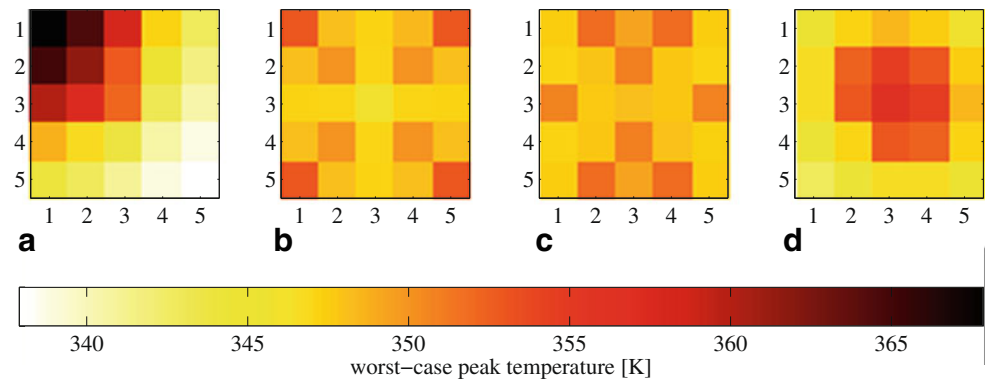 1 1 1 1
2 2 2 2
3 3 3 3
4 4 4 4
5 5 5 5
1 2 3 4 5 1 2 3 4 5 1 2 3 4 5 1 2 3 4 5
a b c d
340 345 350 355 360 365
worst−case peak temperature [K]